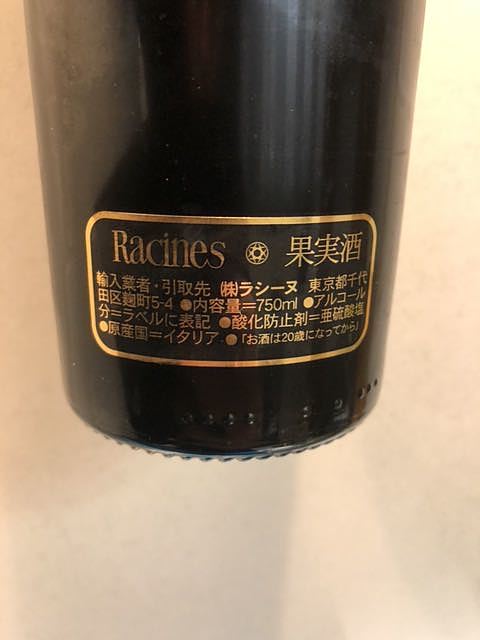 Racines 果実酒
輸入業者・引取先 ㈱ラシーヌ 東京都千代
田区麹町5-4 ●内容量=750ml ●アルコール
分=ラベルに表記 ●酸化防止剤=亜硫酸塩
●原産国=イタリア ●「お酒は20歳になってから」